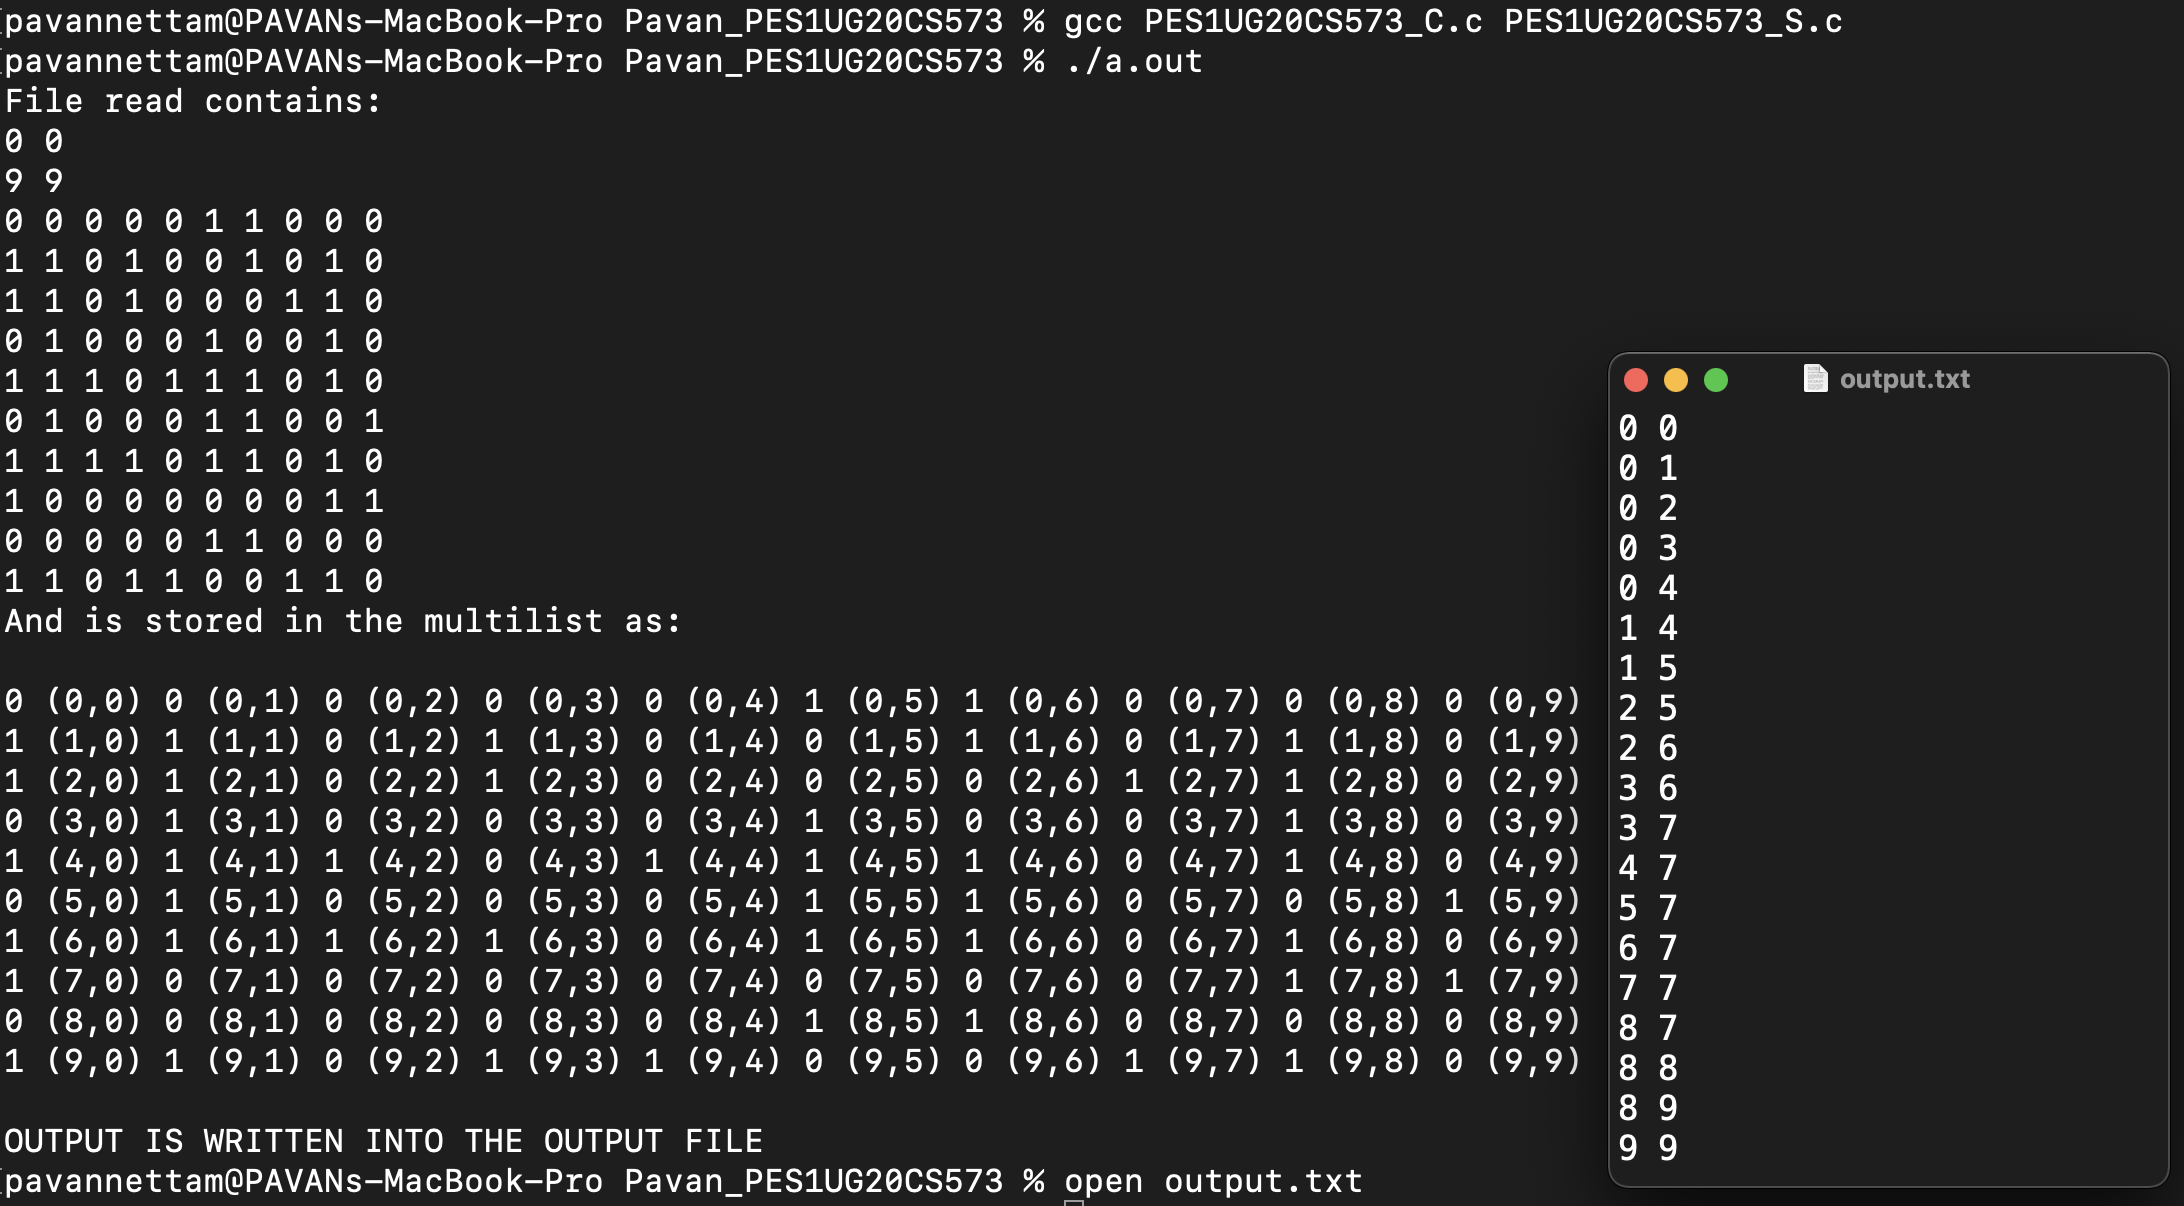 pavannettam@PAVANs-MacBook-Pro Pavan_PES1UG20CS573 % gcc PES1UG20CS573_C.c PES1UG20CS573_S.c
pavannettam@PAVANs-MacBook-Pro Pavan_PES1UG20CS573 % ./a.out
File read contains:
0 0
9 9
0 0 0 0 0 1 1 0 0 0
1 1 0 1 0 0 1 0 1 0
1 1 0 1 0 0 0 1 1 0
0 1 0 0 0 1 0 0 1 0
1 1 1 0 1 1 1 0 1 0
0 1 0 0 0 1 1 0 0 1
1 1 1 1 0 1 1 0 1 0
1 0 0 0 0 0 0 0 1 1
0 0 0 0 0 1 1 0 0 0
1 1 0 1 1 0 0 1 1 0
And is stored in the multilist as:
0 (0,0) 0 (0,1) 0 (0,2) 0 (0,3) 0 (0,4) 1 (0,5) 1 (0,6) 0 (0,7) 0 (0,8) 0 (0,9)
1 (1,0) 1 (1,1) 0 (1,2) 1 (1,3) 0 (1,4) 0 (1,5) 1 (1,6) 0 (1,7) 1 (1,8) 0 (1,9)
1 (2,0) 1 (2,1) 0 (2,2) 1 (2,3) 0 (2,4) 0 (2,5) 0 (2,6) 1 (2,7) 1 (2,8) 0 (2,9)
0 (3,0) 1 (3,1) 0 (3,2) 0 (3,3) 0 (3,4) 1 (3,5) 0 (3,6) 0 (3,7) 1 (3,8) 0 (3,9)
1 (4,0) 1 (4,1) 1 (4,2) 0 (4,3) 1 (4,4) 1 (4,5) 1 (4,6) 0 (4,7) 1 (4,8) 0 (4,9)
0 (5,0) 1 (5,1) 0 (5,2) 0 (5,3) 0 (5,4) 1 (5,5) 1 (5,6) 0 (5,7) 0 (5,8) 1 (5,9)
1 (6,0) 1 (6,1) 1 (6,2) 1 (6,3) 0 (6,4) 1 (6,5) 1 (6,6) 0 (6,7) 1 (6,8) 0 (6,9)
1 (7,0) 0 (7,1) 0 (7,2) 0 (7,3) 0 (7,4) 0 (7,5) 0 (7,6) 0 (7,7) 1 (7,8) 1 (7,9)
0 (8,0) 0 (8,1) 0 (8,2) 0 (8,3) 0 (8,4) 1 (8,5) 1 (8,6) 0 (8,7) 0 (8,8) 0 (8,9)
1 (9,0) 1 (9,1) 0 (9,2) 1 (9,3) 1 (9,4) 0 (9,5) 0 (9,6) 1 (9,7) 1 (9,8) 0 (9,9)
OUTPUT IS WRITTEN INTO THE OUTPUT FILE
pavannettam@PAVANs-MacBook-Pro Pavan_PES1UG20CS573 % open output.txt
output.txt
0 0
0 1
0 2
0 3
0 4
1 4
1 5
2 5
2 6
3 6
3 7
4 7
5 7
6 7
7 7
8 7
8 8
8 9
9 9